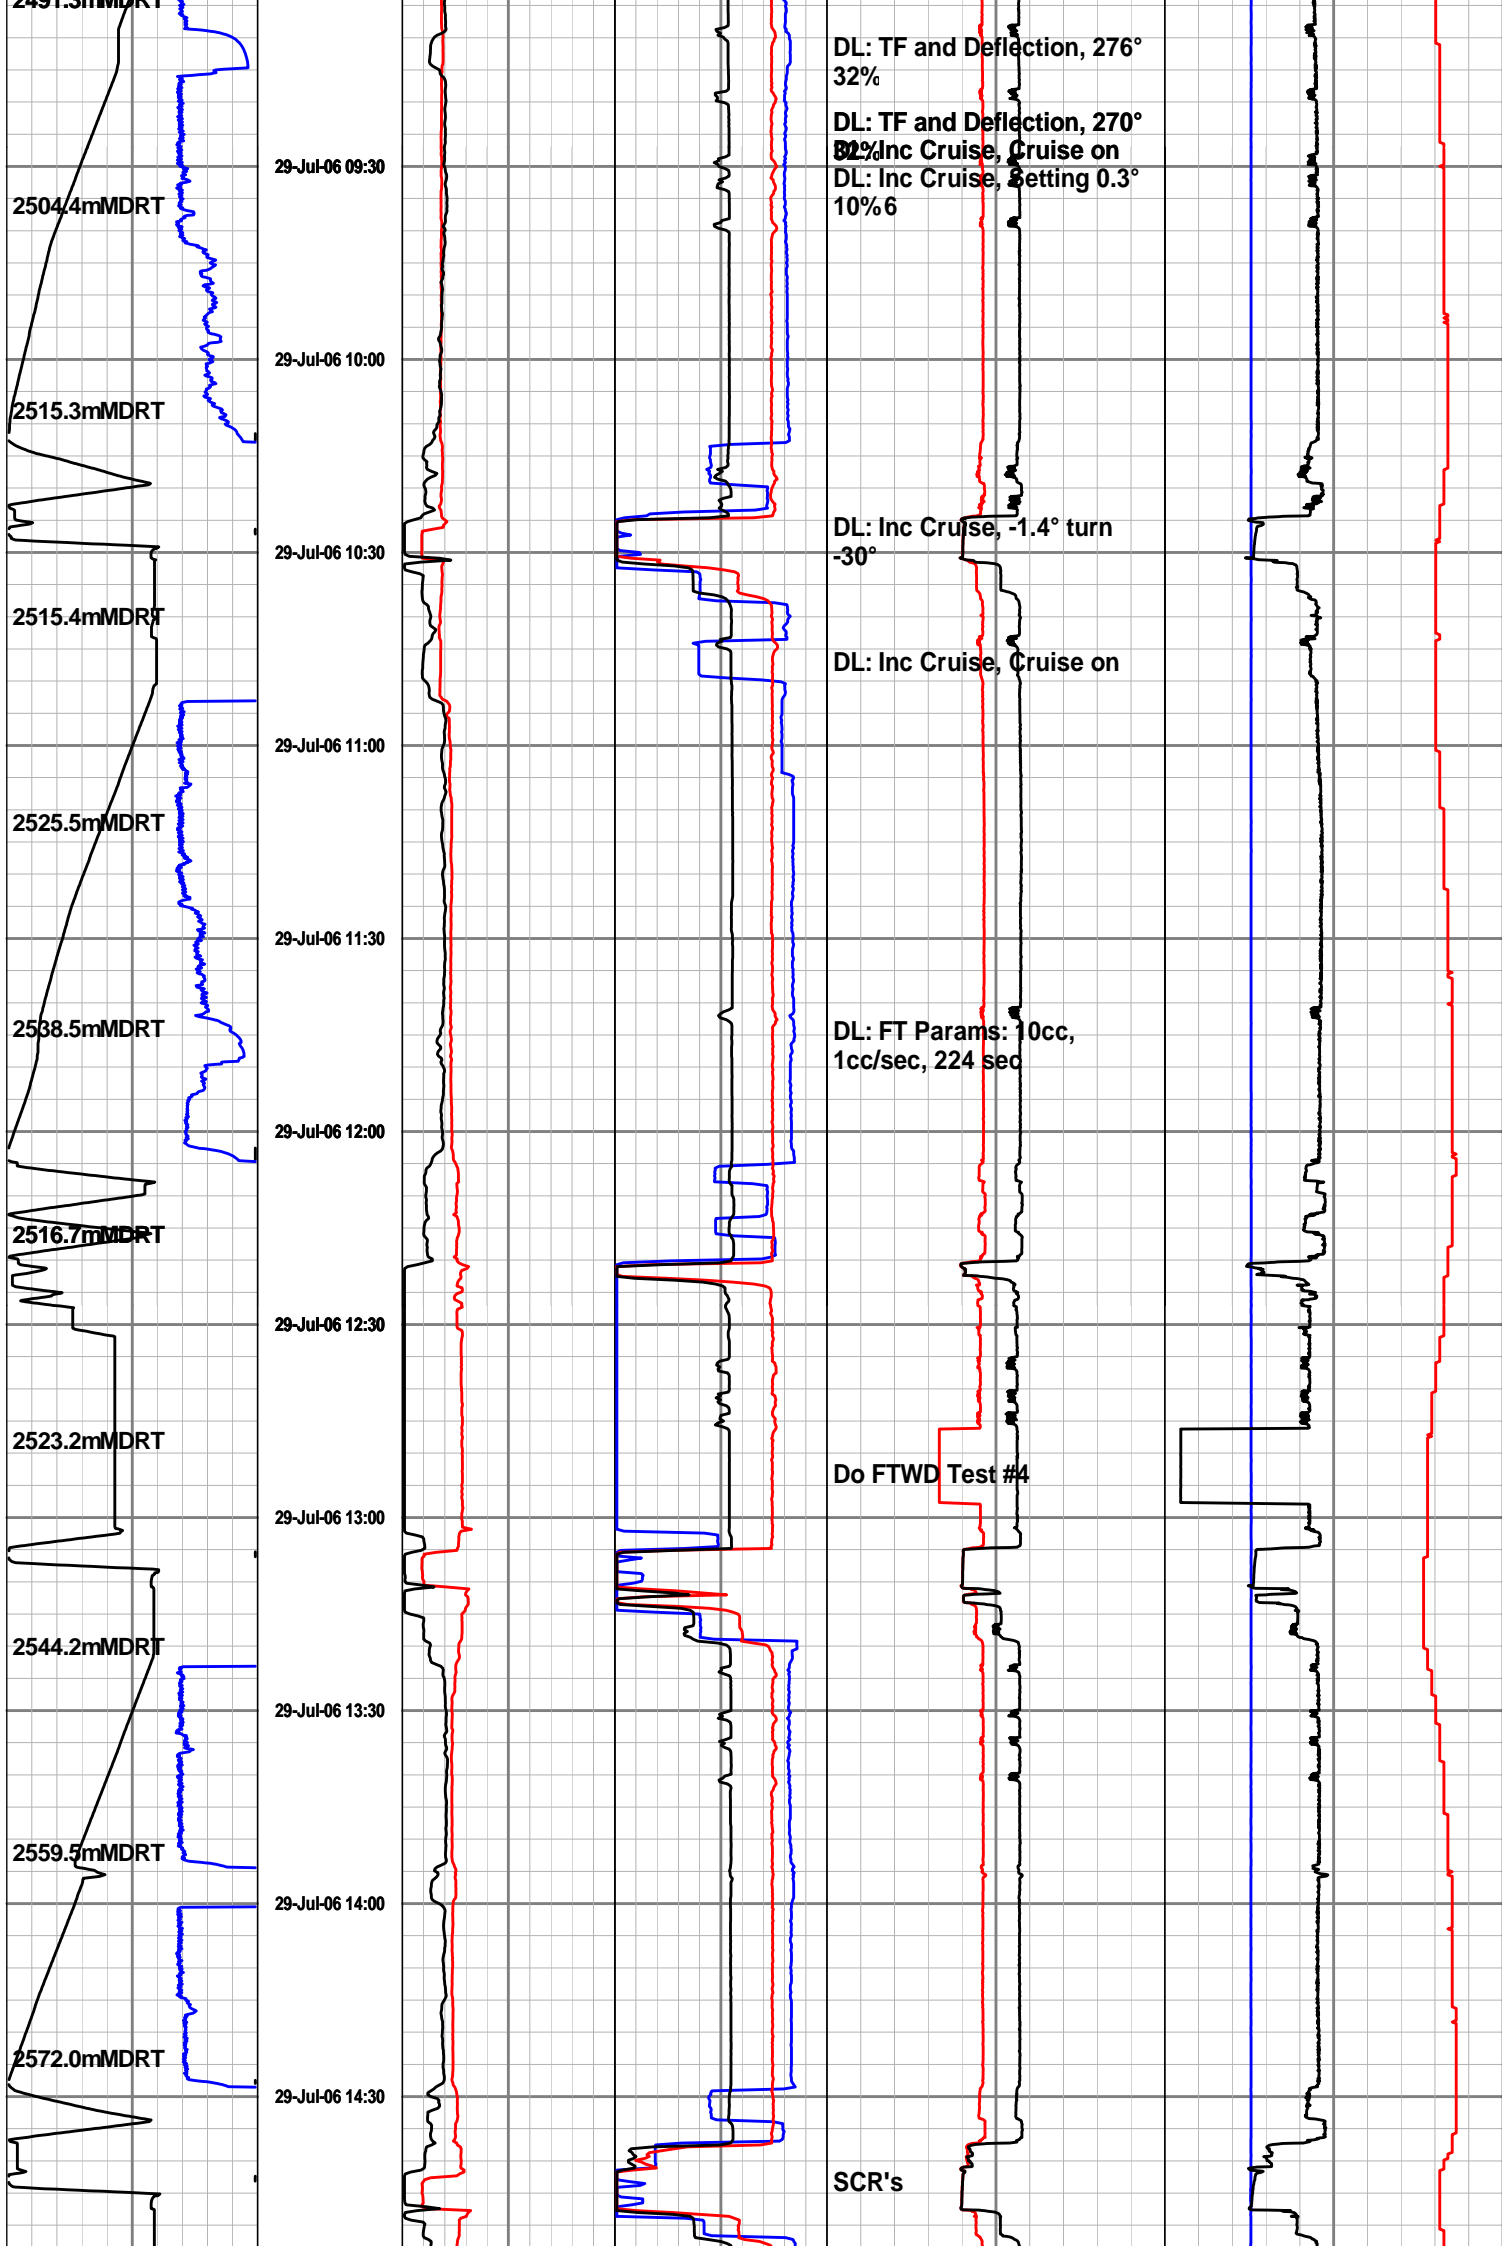 2491.3mMDRT
DL: TF and Deflection, 276°
32%
DL: TF and Deflection, 270°
32%
DL: Inc Cruise, Cruise on
29-Jul-06 09:30
DL: Inc Cruise, Setting 0.3°
10%6
2504.4mMDRT
29-Jul-06 10:00
2515.3mMDRT
DL: Inc Cruise, -1.4° turn
-30°
29-Jul-06 10:30
2515.4mMDRT
DL: Inc Cruise, Cruise on
29-Jul-06 11:00
2525.5mMDRT
29-Jul-06 11:30
2538.5mMDRT
DL: FT Params: 10cc,
1cc/sec, 224 sec
29-Jul-06 12:00
2516.7mMDRT
29-Jul-06 12:30
2523.2mMDRT
Do FTWD Test #4
29-Jul-06 13:00
2544.2mMDRT
29-Jul-06 13:30
2559.5mMDRT
29-Jul-06 14:00
2572.0mMDRT
29-Jul-06 14:30
SCR's